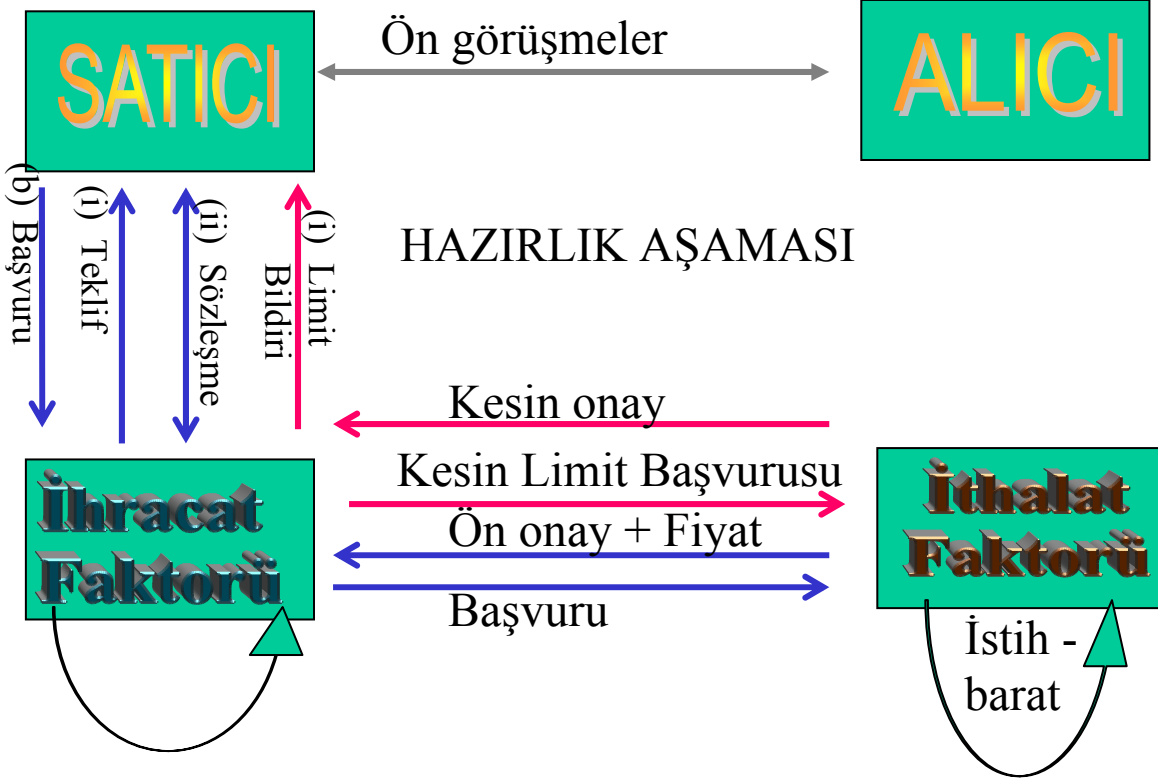 Ön görüşmeler
SATICI
ALICI
(b) Başvuru
(i) Teklif
(ii) Sözleşme
(i) Limit
Bildiri
HAZIRLIK AŞAMASI
Kesin onay
Kesin Limit Başvurusu
Ön onay + Fiyat
Başvuru
İhracat
Faktorü
İthalat
Faktorü
İstih -
barat